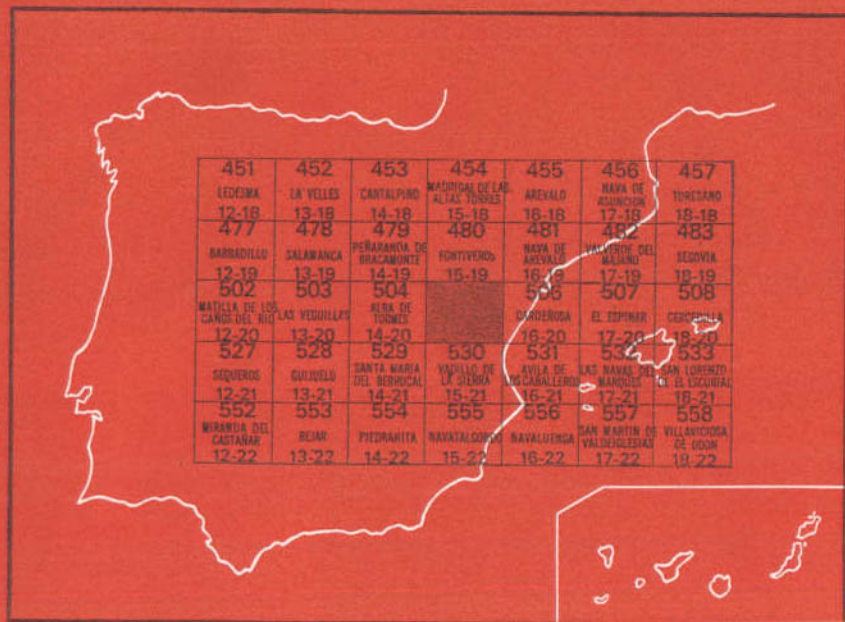 451 452 453 454 455 456 457
LEDESMA LA VELLES CANTALPINO MADRIGAL DE LAS ALTAS TORRES AREVALO NAVA DE ASUNCION TUREGANO
12-18 13-18 14-18 15-18 16-18 17-18 18-18
477 478 479 480 481 482 483
BARBADILLO SALAMANCA PEÑARANDA DE BRACAMONTE FONTIVEROS NAVA DE AREVALO VALVERDE DEL MAJANO SEGOVIA
12-19 13-19 14-19 15-19 16-19 17-19 18-19
502 503 504 506 507 508
MATILLA DE LOS CAÑOS DEL RIO LAS VEGUILLAS ALBA DE TORMES CARDEÑOSA EL ESPINAR CERCEDILLA
12-20 13-20 14-20 16-20 17-20 18-20
527 528 529 530 531 532 533
SEQUEROS GUIJUELO SANTA MARIA DEL BERROCAL VADILLO DE LA SIERRA AVILA DE LOS CABALLEROS LAS NAVAS DEL MARQUES SAN LORENZO DE EL ESCORIAL
12-21 13-21 14-21 15-21 16-21 17-21 18-21
552 553 554 555 556 557 558
MIRANDA DEL CASTAÑAR BEJAR PIEDRAHITA NAVATALGORDO NAVALUENGA SAN MARTIN DE VALDEIGLESIAS VILLAVICIOSA DE ODON
12-22 13-22 14-22 15-22 16-22 17-22 18-22